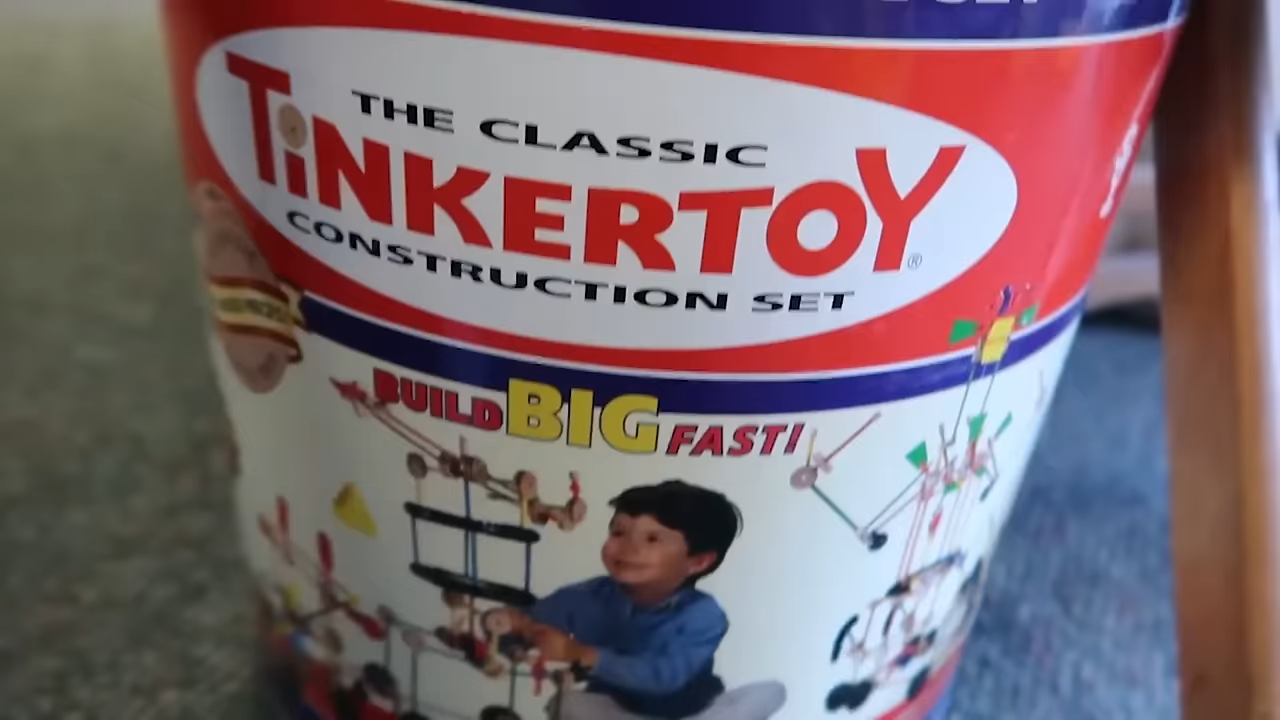 THE CLASSIC
TINKERTOY®
CONSTRUCTION SET
BUILD BIG FAST!